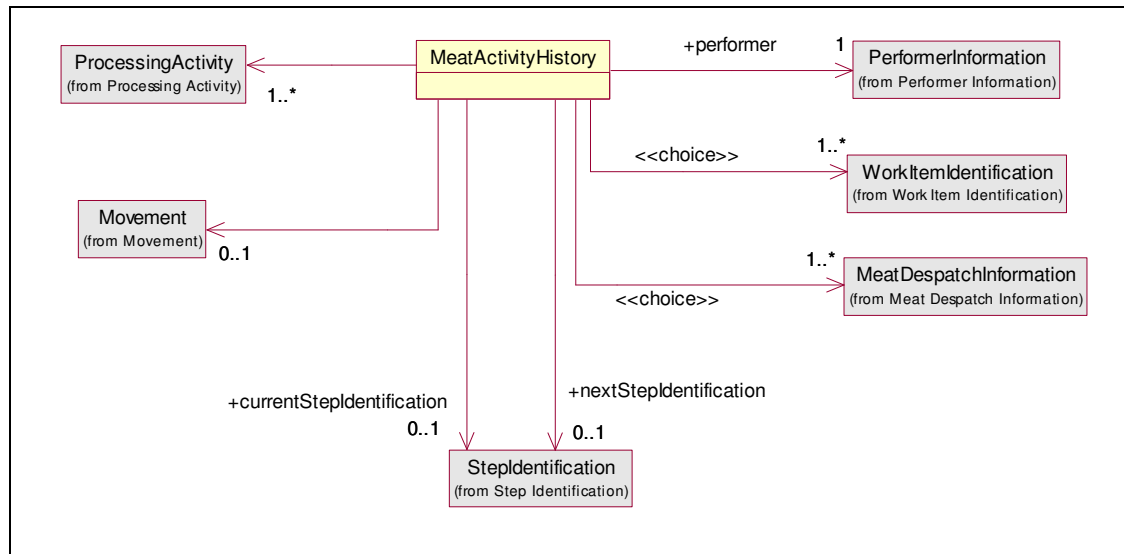 ProcessingActivity
(from Processing Activity)
1..*
MeatActivityHistory
+performer
1
PerformerInformation
(from Performer Information)
<<choice>>
1..*
WorkItemIdentification
(from Work Item Identification)
Movement
(from Movement)
0..1
<<choice>>
1..*
MeatDespatchInformation
(from Meat Despatch Information)
+currentStepIdentification
0..1
+nextStepIdentification
0..1
StepIdentification
(from Step Identification)